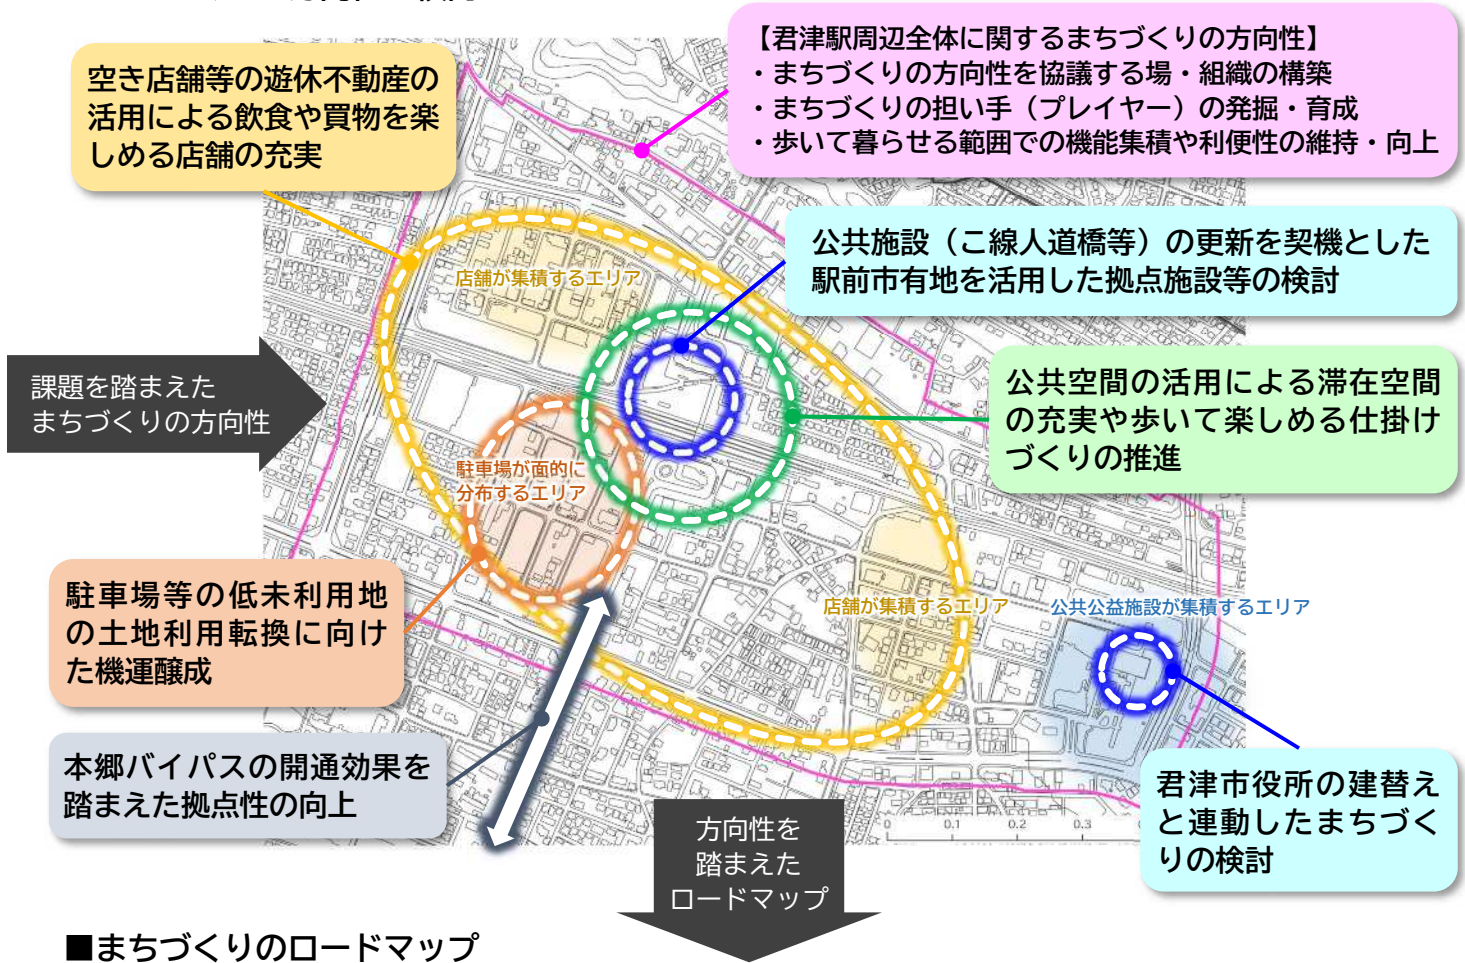 【君津駅周辺全体に関するまちづくりの方向性】
・まちづくりの方向性を協議する場・組織の構築
・まちづくりの担い手（プレイヤー）の発掘・育成
・歩いて暮らせる範囲での機能集積や利便性の維持・向上
空き店舗等の遊休不動産の
活用による飲食や買物を楽
しめる店舗の充実
公共施設（こ線人道橋等）の更新を契機とした
駅前市有地を活用した拠点施設等の検討
店舗が集積するエリア
課題を踏まえた
まちづくりの方向性
公共空間の活用による滞在空間
の充実や歩いて楽しめる仕掛け
づくりの推進
駐車場が面的に
分布するエリア
駐車場等の低未利用地
の土地利用転換に向け
た機運醸成
店舗が集積するエリア
公共公益施設が集積するエリア
本郷バイパスの開通効果を
踏まえた拠点性の向上
君津市役所の建替え
と連動したまちづく
りの検討
0 0.1 0.2 0.3
方向性を
踏まえた
ロードマップ
■まちづくりのロードマップ